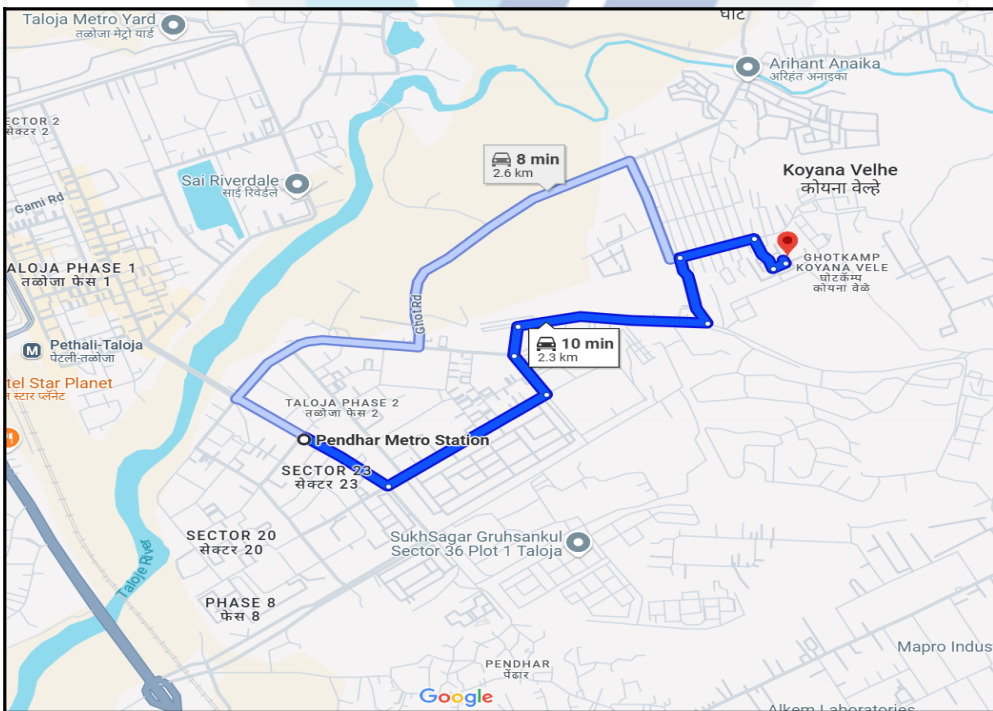 Taloja Metro Yard
तळोजा मेट्रो यार्ड
घाट
Arihant Anaika
अरिहंत अनाइका
ECTOR 2
सेक्टर 2
8 min
2.6 km
Koyana Velhe
कोयना वेल्हे
Sai Riverdale
साई रिवरडेल
Gami Rd
GHOTKAMP
KOYANA VELE
घोटकॅम्प
कोयना वेळे
ALOJA PHASE 1
तळोजा फेस 1
Ghot Rd
Pethali-Taloja
पेटली-तळोजा
10 min
2.3 km
tel Star Planet
ल स्टार प्लॅनेट
TALOJA PHASE 2
तळोजा फेस 2
Pendhar Metro Station
SECTOR 23
सेक्टर 23
SECTOR 20
सेक्टर 20
SukhSagar Gruhsankul
Sector 36 Plot 1 Taloja
Taloje River
PHASE 8
फेस 8
PENDHAR
पेंढार
Mapro Indus
Google
Alkem Laboratories